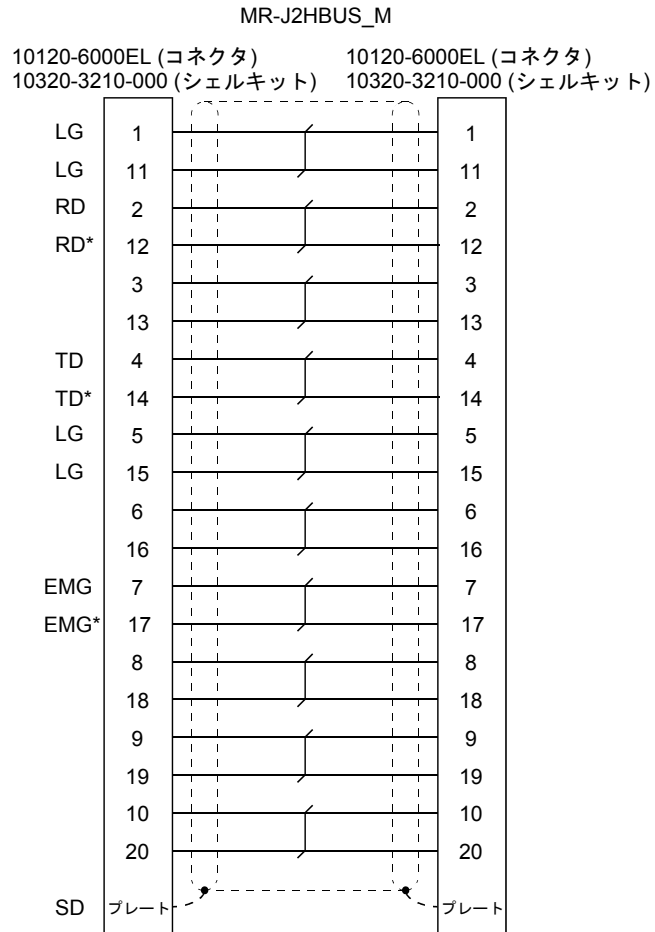 MR-J2HBUS_M
10120-6000EL (コネクタ) 10120-6000EL (コネクタ)
10320-3210-000 (シェルキット) 10320-3210-000 (シェルキット)
LG 1 1
LG 11 11
RD 2 2
RD* 12 12
3 3
13 13
TD 4 4
TD* 14 14
LG 5 5
LG 15 15
6 6
16 16
EMG 7 7
EMG* 17 17
8 8
18 18
9 9
19 19
10 10
20 20
SD プレート プレート